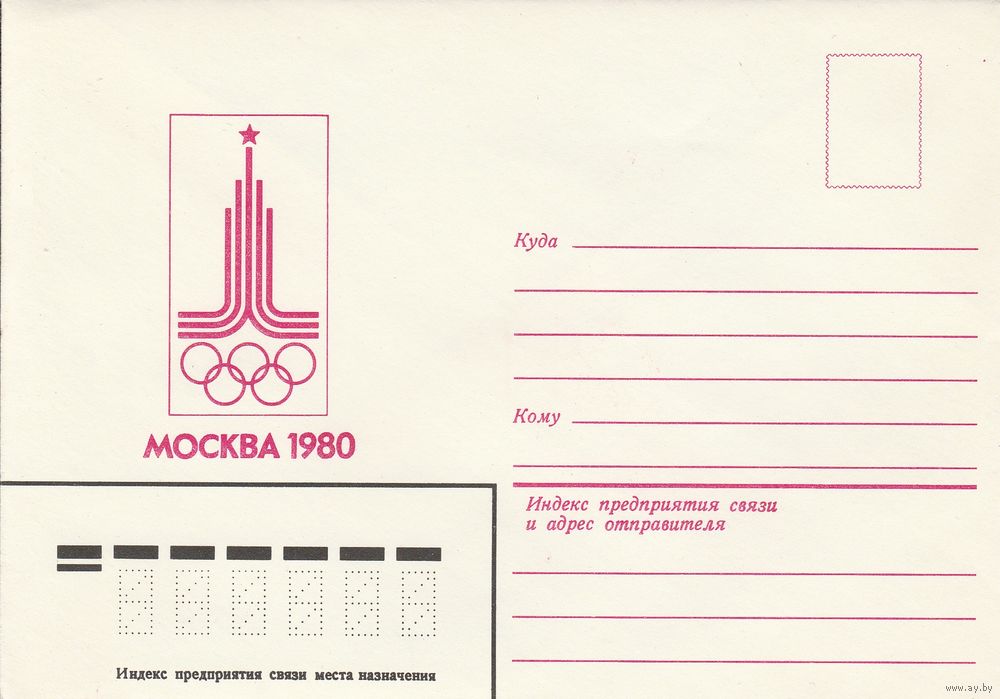 Куда
Кому
МОСКВА 1980
Индекс предприятия связи
и адрес отправителя
Индекс предприятия связи места назначения
www.ay.by